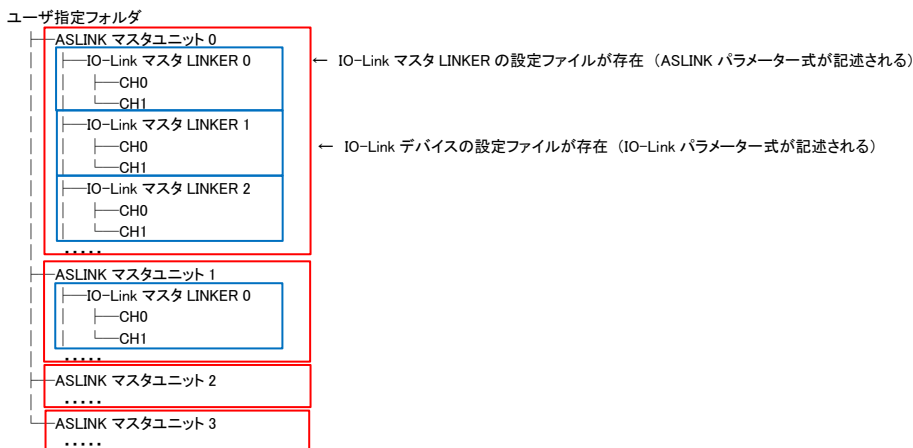 ユーザ指定フォルダ
ASLINK マスタユニット 0
IO-Link マスタ LINKER 0 ← IO-Link マスタ LINKER の設定ファイルが存在 (ASLINK パラメーター式が記述される)
CH0
CH1
IO-Link マスタ LINKER 1
CH0 ← IO-Link デバイスの設定ファイルが存在 (IO-Link パラメーター式が記述される)
CH1
IO-Link マスタ LINKER 2
CH0
CH1
・・・・・
ASLINK マスタユニット 1
IO-Link マスタ LINKER 0
CH0
CH1
・・・・・
ASLINK マスタユニット 2
・・・・・
ASLINK マスタユニット 3
・・・・・